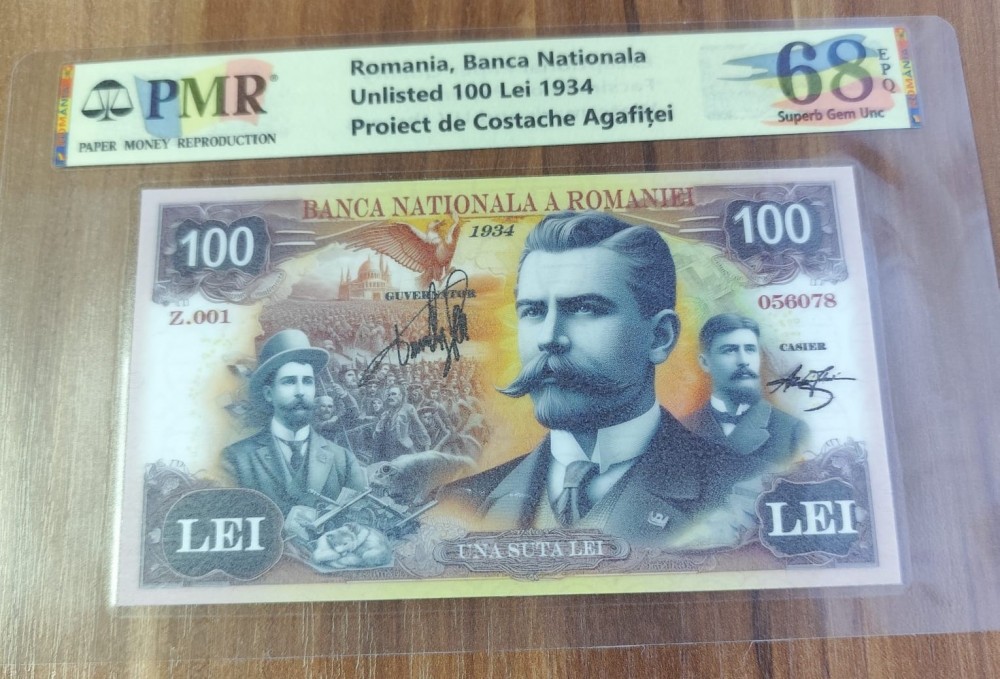 PMR
PAPER MONEY REPRODUCTION
Romania, Banca Nationala
Unlisted 100 Lei 1934
Proiect de Costache Agafiței
68
EPQ
Superb Gem Unc
BANCA NATIONALA A ROMANIEI
100
1934
100
GUVERNATOR
Z.001
056078
CASIER
LEI
UNA SUTA LEI
LEI